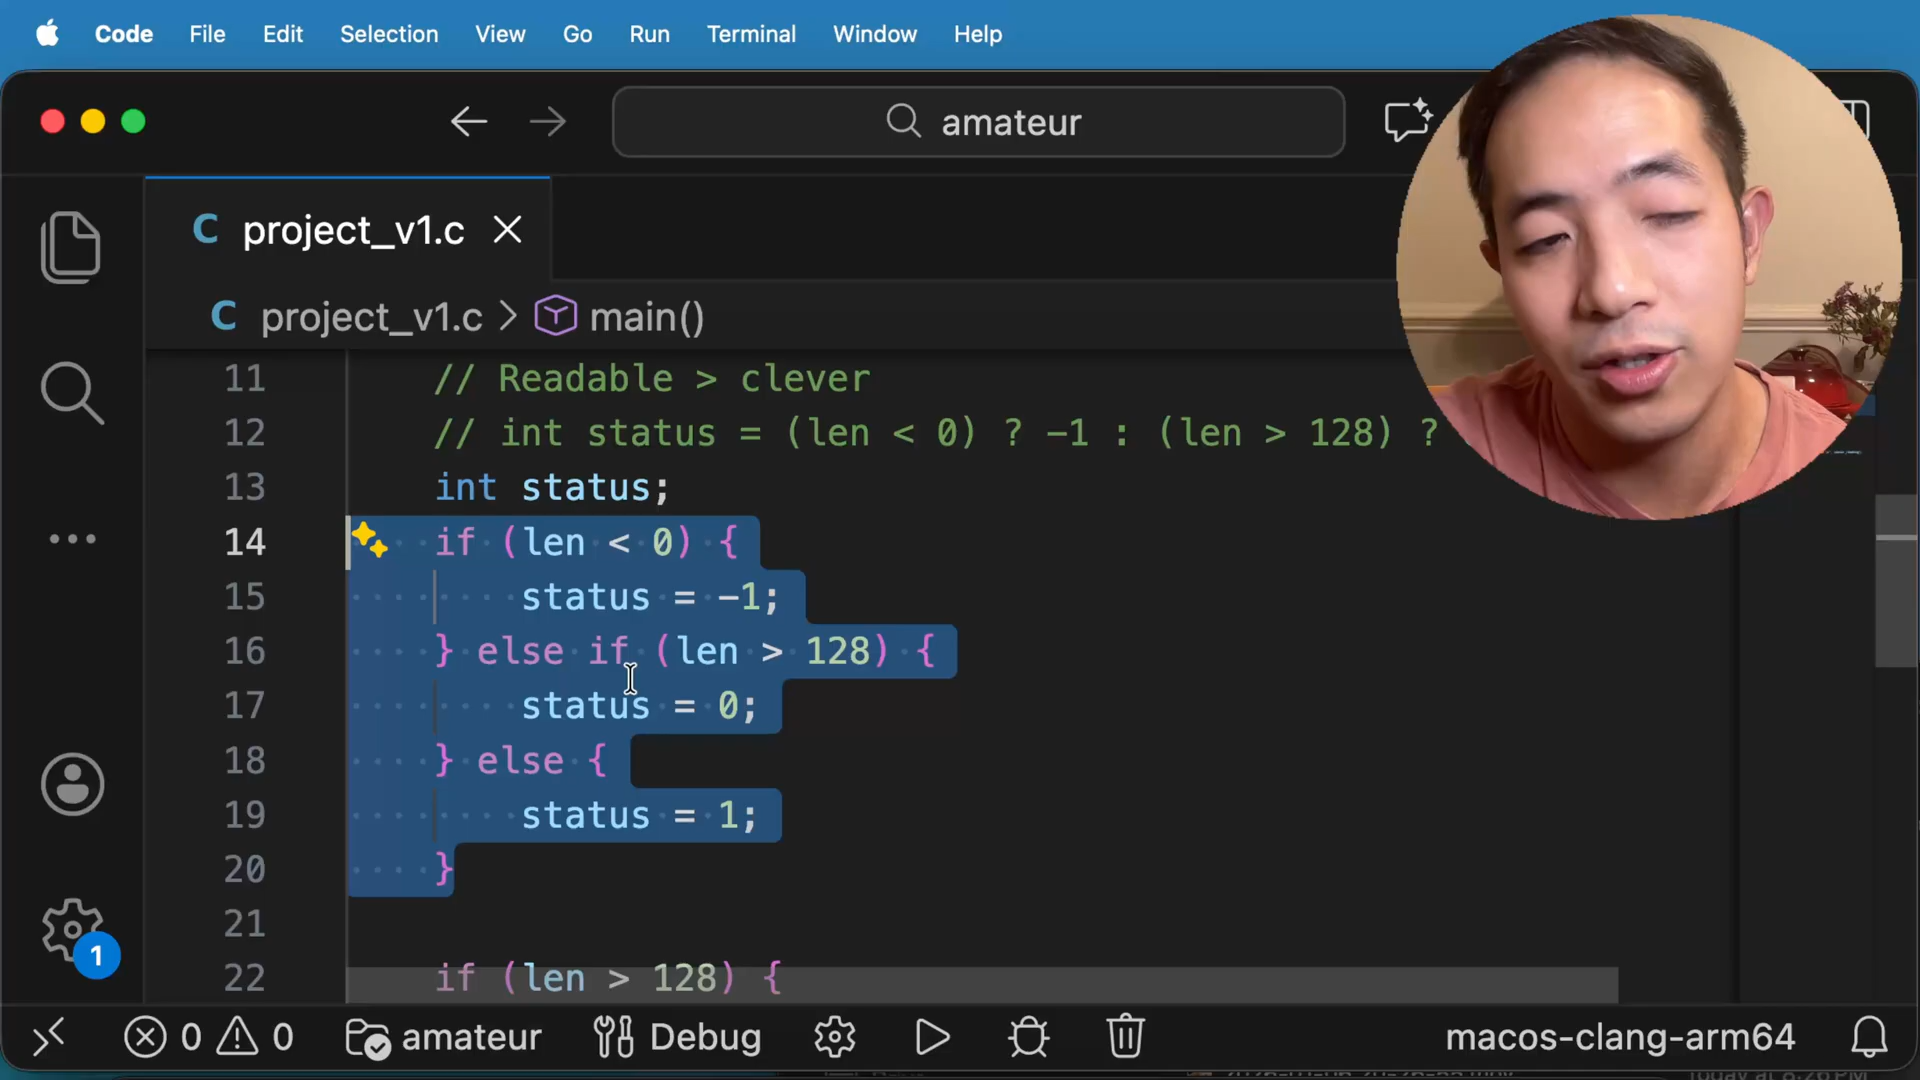 Code File Edit Selection View Go Run Terminal Window Help
amateur
C project_v1.c
C project_v1.c > main()
11 // Readable > clever
12 // int status = (len < 0) ? -1 : (len > 128) ?
13 int status;
14 if (len < 0) {
15 status = -1;
16 } else if (len > 128) {
17 status = 0;
18 } else {
19 status = 1;
20 }
21
22 if (len > 128) {
1
0 0 amateur Debug macos-clang-arm64